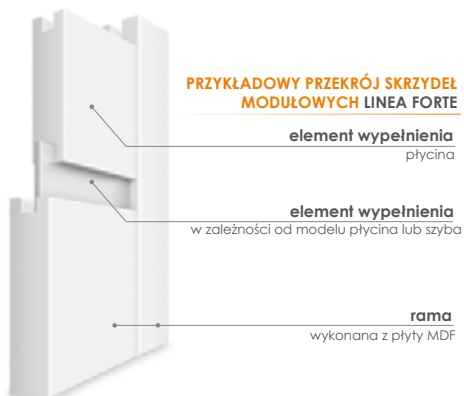 PRZYKŁADOWY PRZEKRÓJ SKRZYDEŁ
MODUŁOWYCH LINEA FORTE
element wypełnienia
płycina
element wypełnienia
w zależności od modelu płycina lub szyba
rama
wykonana z płyty MDF